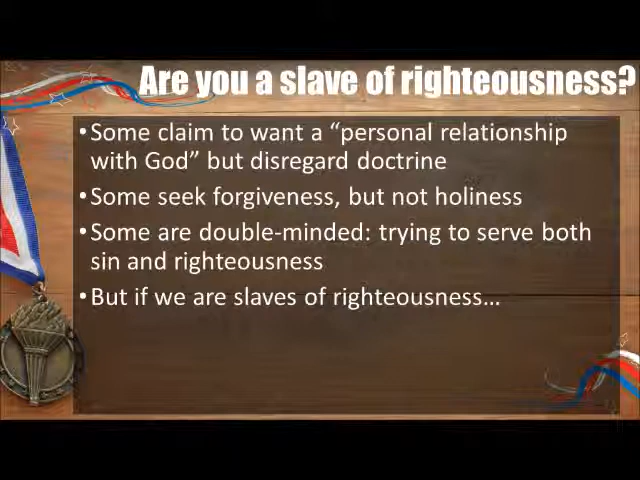 Are you a slave of righteousness?
• Some claim to want a “personal relationship
with God” but disregard doctrine
• Some seek forgiveness, but not holiness
• Some are double-minded: trying to serve both
sin and righteousness
• But if we are slaves of righteousness…